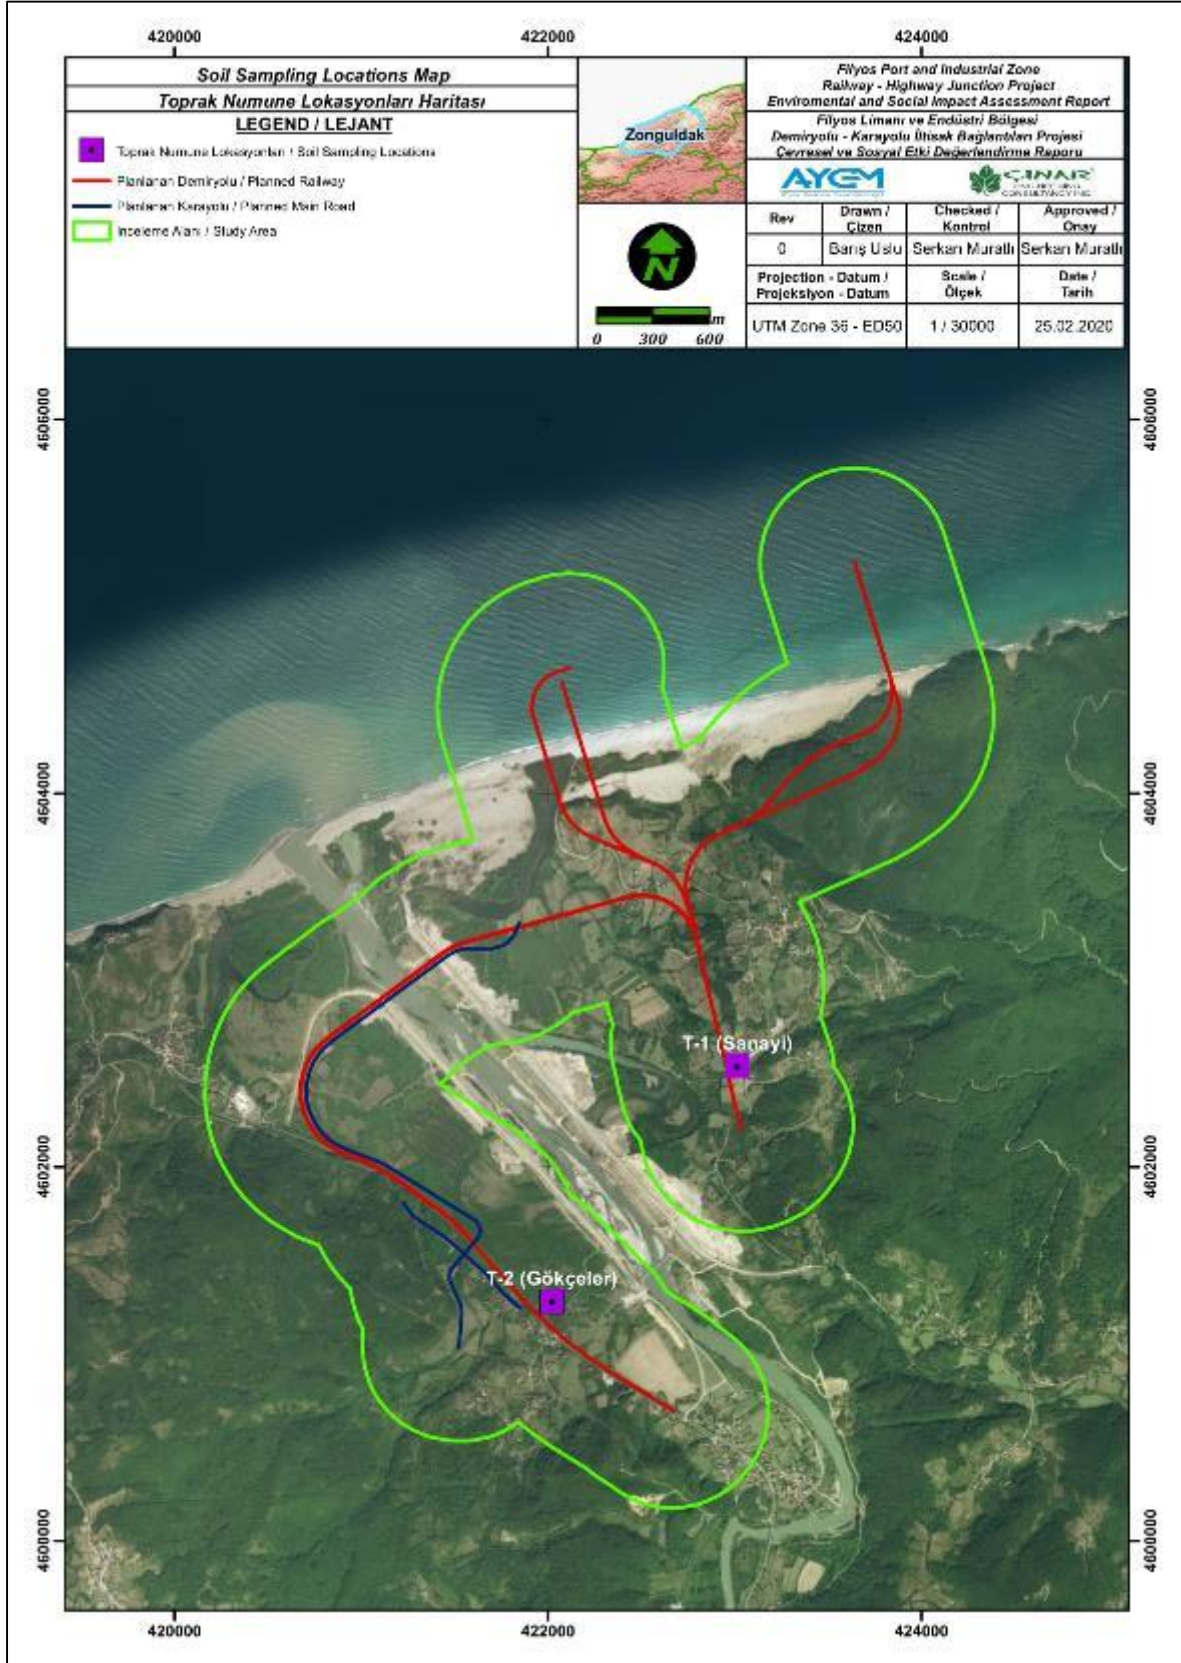 420000 422000 424000
Soil Sampling Locations Map
Toprak Numune Lokasyonları Haritası
LEGEND / LEJANT
Toprak Numune Lokasyonları / Soil Sampling Locations
Planlanan Demiryolu / Planned Railway
Planlanan Karayolu / Planned Main Road
İnceleme Alanı / Study Area
Zonguldak
N
m
0 300 600
Filyos Port and Industrial Zone
Railway - Highway Junction Project
Enviromental and Social Impact Assessment Report
Filyos Limanı ve Endüstri Bölgesi
Demiryolu - Karayolu İltisak Bağlantıları Projesi
Çevresel ve Sosyal Etki Değerlendirme Raporu
AYGM
ÇINAR
ENGINEERING
CONSULTANCY INC.
Rev Drawn / Çizen Checked / Kontrol Approved / Onay
0 Barış Uslu Serkan Muratlı Serkan Muratlı
Projection - Datum / Projeksiyon - Datum Scale / Ölçek Date / Tarih
UTM Zone 36 - ED50 1 / 30000 25.02.2020
4606000 4606000
4604000 4604000
T-1 (Sanayi)
4602000 4602000
T-2 (Gökçeler)
4600000 4600000
420000 422000 424000